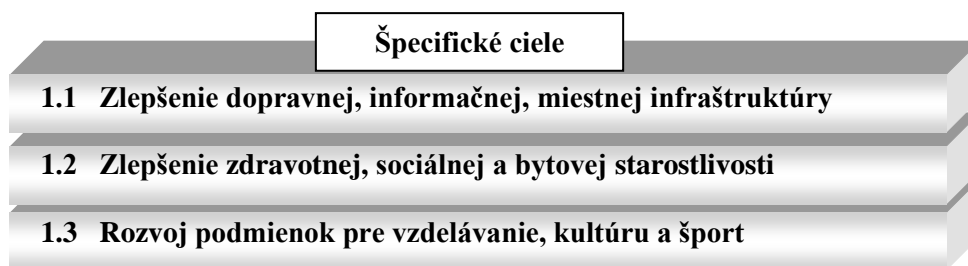 Špecifické ciele
1.1 Zlepšenie dopravnej, informačnej, miestnej infraštruktúry
1.2 Zlepšenie zdravotnej, sociálnej a bytovej starostlivosti
1.3 Rozvoj podmienok pre vzdelávanie, kultúru a šport